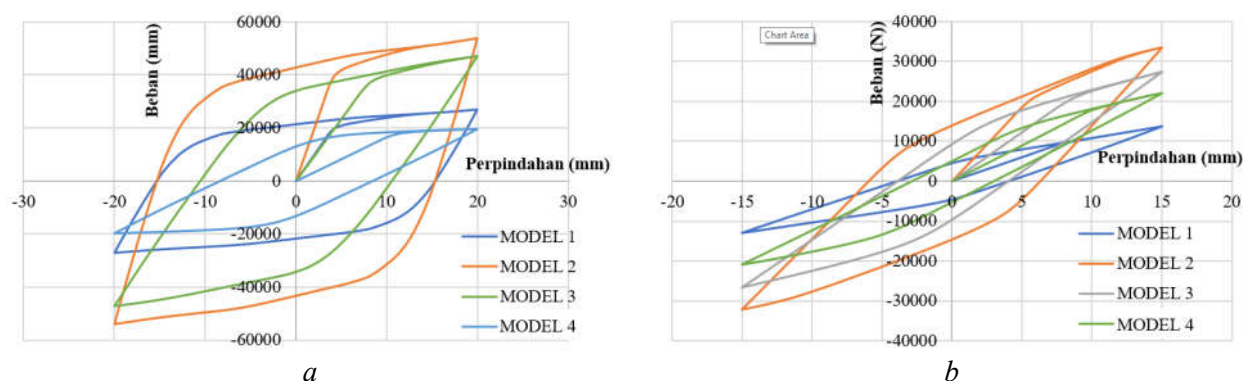 60000
40000
20000
0
-20000
-40000
-60000
-30
-20
-10
0
10
20
30
Beban (mm)
Perpindahan (mm)
MODEL 1
MODEL 2
MODEL 3
MODEL 4
a
40000
30000
20000
10000
0
-10000
-20000
-30000
-40000
-20
-15
-10
-5
0
5
10
15
20
Chart Area
Beban (N))
Perpindahan (mm)
MODEL 1
MODEL 2
MODEL 3
MODEL 4
b